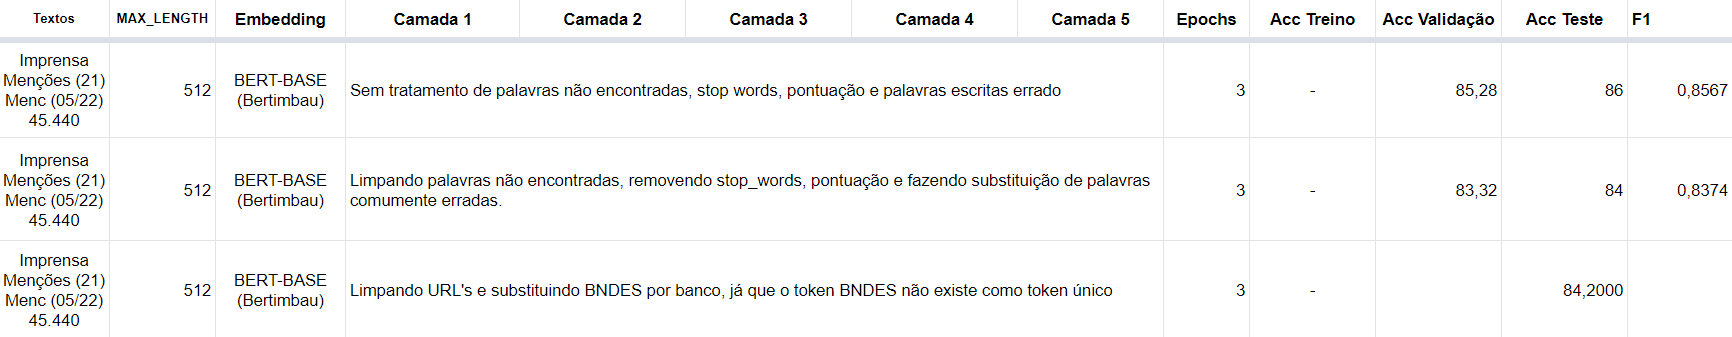 Textos MAX_LENGTH Embedding Camada 1 Camada 2 Camada 3 Camada 4 Camada 5 Epochs Acc Treino Acc Validação Acc Teste F1
Imprensa
Menções (21)
Menc (05/22)
45.440
512
BERT-BASE
(Bertimbau)
Sem tratamento de palavras não encontradas, stop words, pontuação e palavras escritas errado
3
-
85,28
86
0,8567
Imprensa
Menções (21)
Menc (05/22)
45.440
512
BERT-BASE
(Bertimbau)
Limpando palavras não encontradas, removendo stop_words, pontuação e fazendo substituição de palavras
comumente erradas.
3
-
83,32
84
0,8374
Imprensa
Menções (21)
Menc (05/22)
45.440
512
BERT-BASE
(Bertimbau)
Limpando URL's e substituindo BNDES por banco, já que o token BNDES não existe como token único
3
-
84,2000